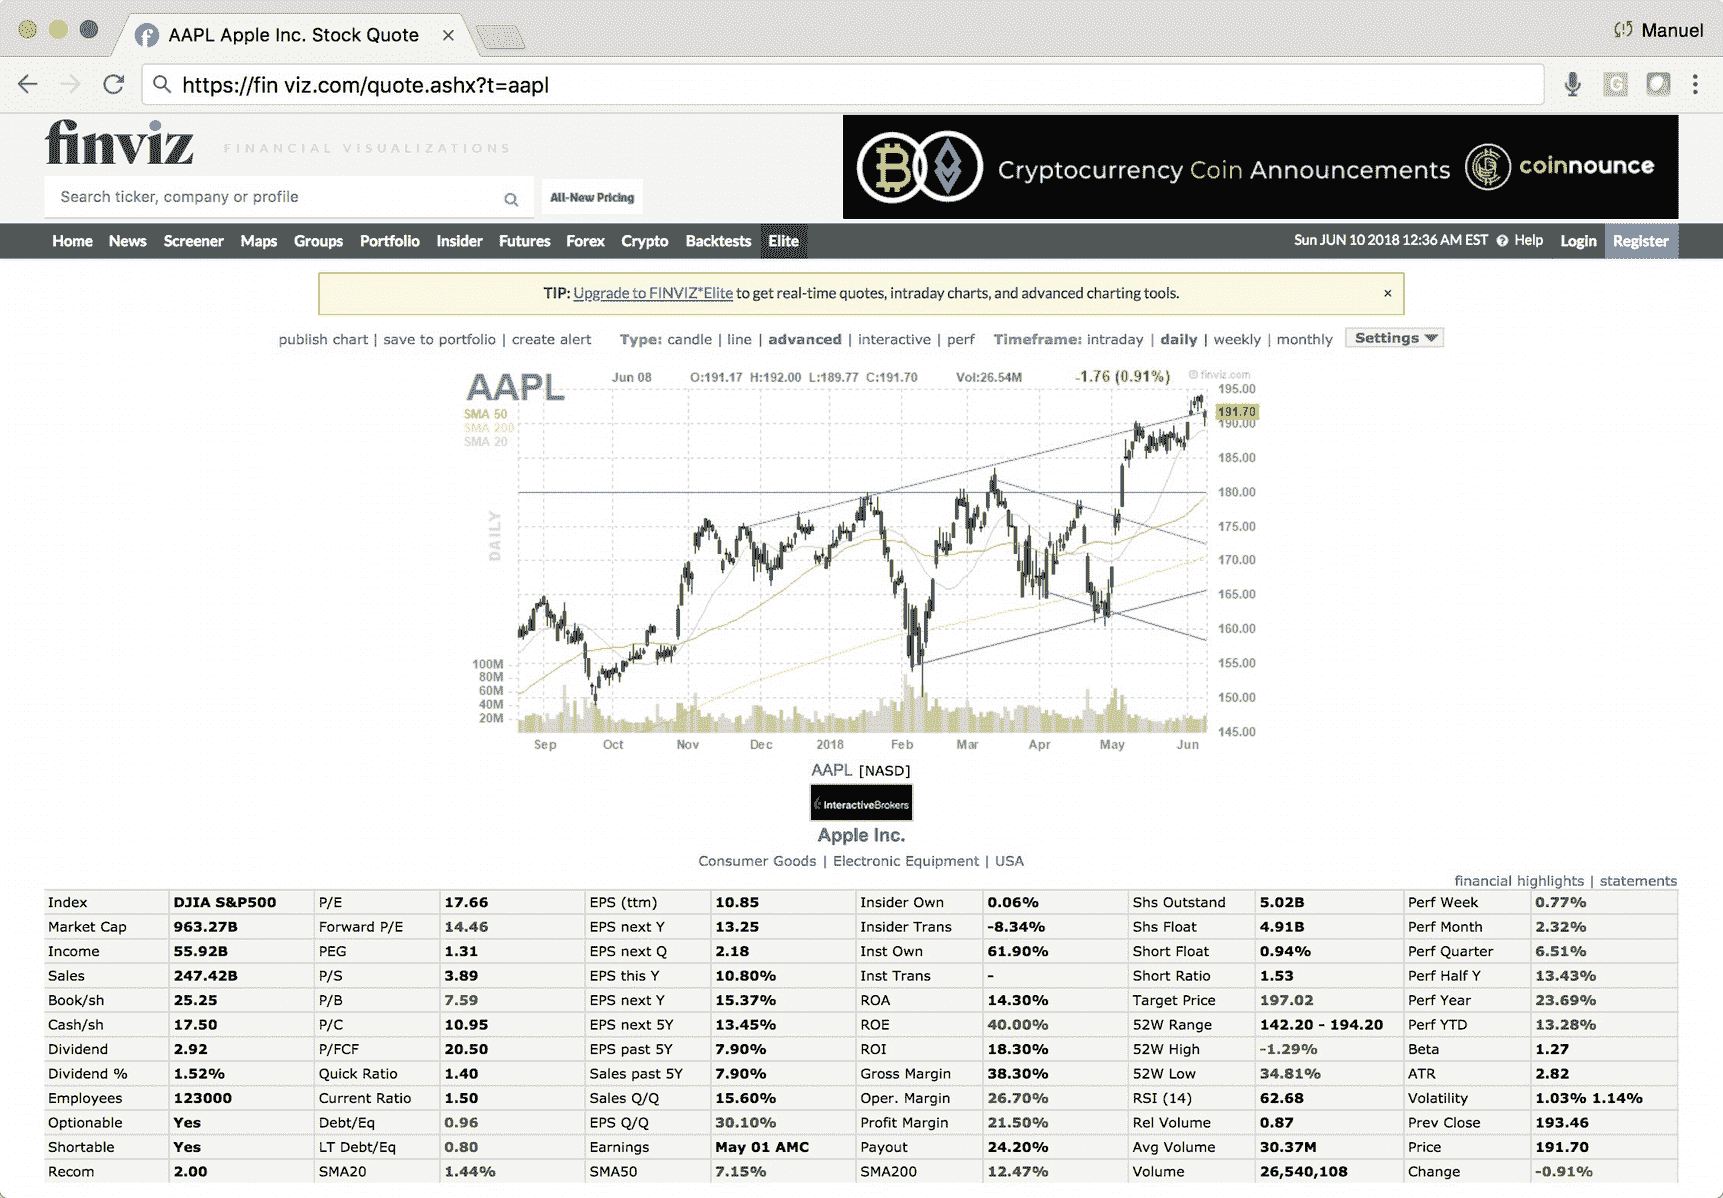 AAPL Apple Inc. Stock Quote ×
Manuel
https://fin viz.com/quote.ashx?t=aapl
finviz FINANCIAL VISUALIZATIONS
Cryptocurrency Coin Announcements coinnounce
Search ticker, company or profile
All-New Pricing
Home News Screener Maps Groups Portfolio Insider Futures Forex Crypto Backtests Elite Sun JUN 10 2018 12:36 AM EST ? Help Login Register
TIP: Upgrade to FINVIZ*Elite to get real-time quotes, intraday charts, and advanced charting tools. ×
publish chart | save to portfolio | create alert Type: candle | line | advanced | interactive | perf Timeframe: intraday | daily | weekly | monthly Settings ▼
AAPL Jun 08 O:191.17 H:192.00 L:189.77 C:191.70 Vol:26.54M -1.76 (0.91%) © finviz.com
SMA 50
SMA 200
SMA 20
DAILY
195.00
191.70
190.00
185.00
180.00
175.00
170.00
165.00
160.00
155.00
150.00
145.00
100M
80M
60M
40M
20M
Sep Oct Nov Dec 2018 Feb Mar Apr May Jun
AAPL [NASD]
InteractiveBrokers
Apple Inc.
Consumer Goods | Electronic Equipment | USA
financial highlights | statements
Index DJIA S&P500 P/E 17.66 EPS (ttm) 10.85 Insider Own 0.06% Shs Outstand 5.02B Perf Week 0.77%
Market Cap 963.27B Forward P/E 14.46 EPS next Y 13.25 Insider Trans -8.34% Shs Float 4.91B Perf Month 2.32%
Income 55.92B PEG 1.31 EPS next Q 2.18 Inst Own 61.90% Short Float 0.94% Perf Quarter 6.51%
Sales 247.42B P/S 3.89 EPS this Y 10.80% Inst Trans - Short Ratio 1.53 Perf Half Y 13.43%
Book/sh 25.25 P/B 7.59 EPS next Y 15.37% ROA 14.30% Target Price 197.02 Perf Year 23.69%
Cash/sh 17.50 P/C 10.95 EPS next 5Y 13.45% ROE 40.00% 52W Range 142.20 - 194.20 Perf YTD 13.28%
Dividend 2.92 P/FCF 20.50 EPS past 5Y 7.90% ROI 18.30% 52W High -1.29% Beta 1.27
Dividend % 1.52% Quick Ratio 1.40 Sales past 5Y 7.90% Gross Margin 38.30% 52W Low 34.81% ATR 2.82
Employees 123000 Current Ratio 1.50 Sales Q/Q 15.60% Oper. Margin 26.70% RSI (14) 62.68 Volatility 1.03% 1.14%
Optionable Yes Debt/Eq 0.96 EPS Q/Q 30.10% Profit Margin 21.50% Rel Volume 0.87 Prev Close 193.46
Shortable Yes LT Debt/Eq 0.80 Earnings May 01 AMC Payout 24.20% Avg Volume 30.37M Price 191.70
Recom 2.00 SMA20 1.44% SMA50 7.15% SMA200 12.47% Volume 26,540,108 Change -0.91%